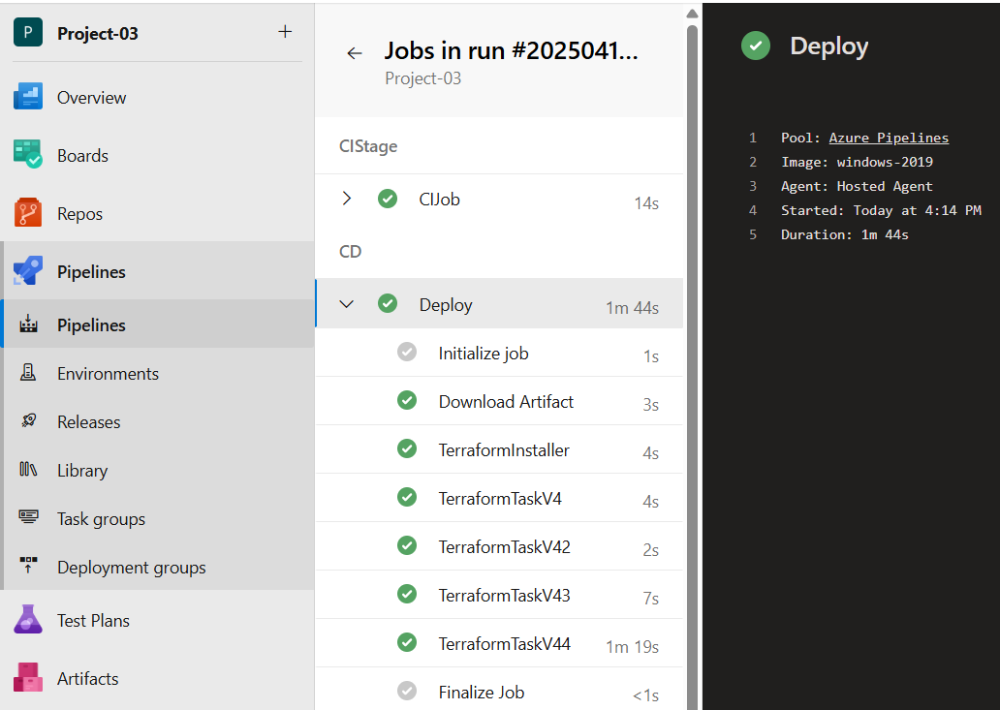 P
Project-03
+
Overview
Boards
Repos
Pipelines
Pipelines
Environments
Releases
Library
Task groups
Deployment groups
Test Plans
Artifacts
Jobs in run #2025041...
Project-03
CIStage
CIJob 14s
CD
Deploy 1m 44s
Initialize job 1s
Download Artifact 3s
TerraformInstaller 4s
TerraformTaskV4 4s
TerraformTaskV42 2s
TerraformTaskV43 7s
TerraformTaskV44 1m 19s
Finalize Job <1s
Deploy
1 Pool: Azure Pipelines
2 Image: windows-2019
3 Agent: Hosted Agent
4 Started: Today at 4:14 PM
5 Duration: 1m 44s